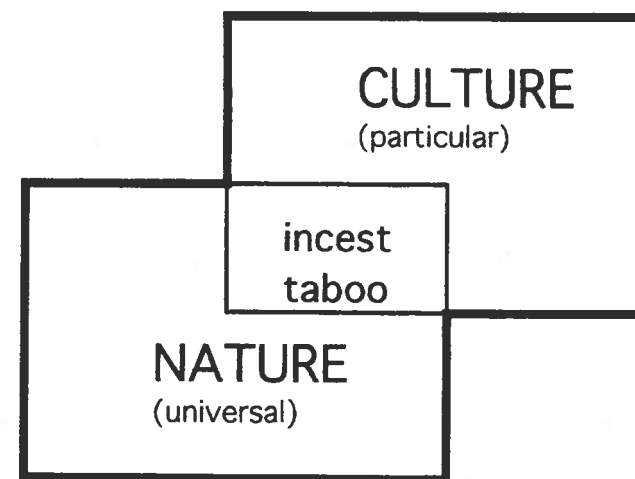 CULTURE
(particular)
incest
taboo
NATURE
(universal)